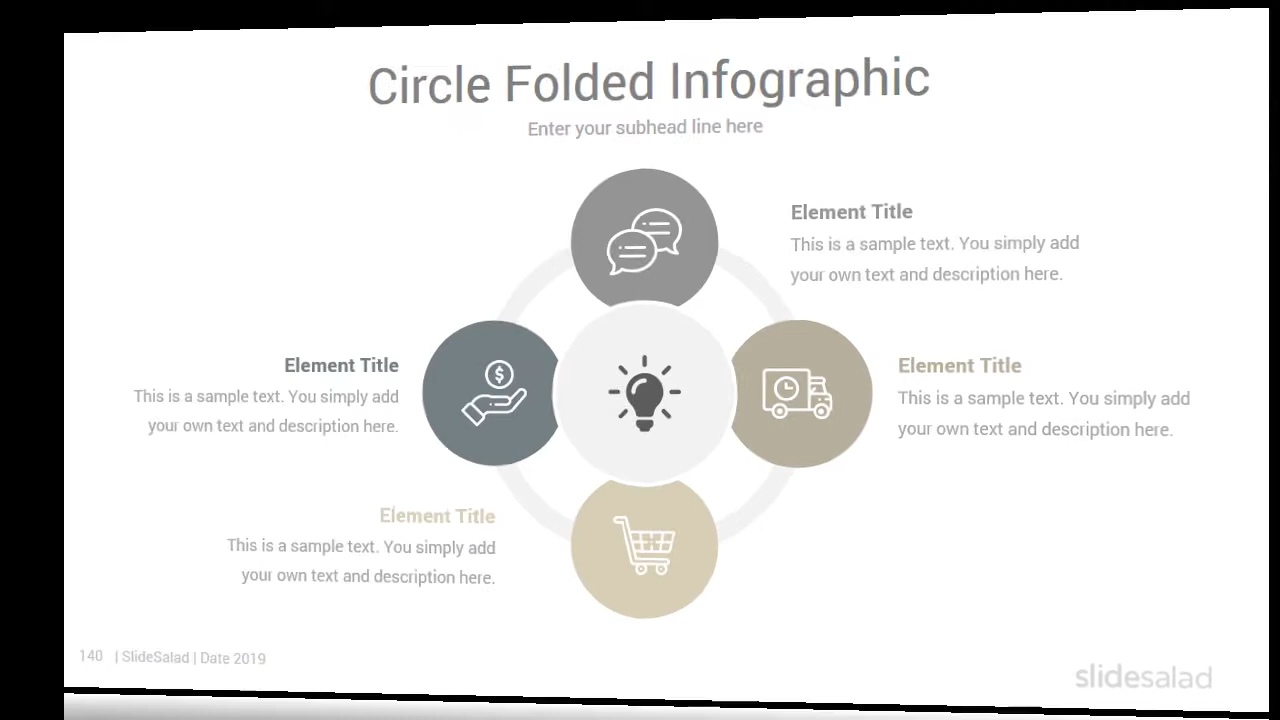 Circle Folded Infographic
Enter your subhead line here
Element Title
This is a sample text. You simply add
your own text and description here.
Element Title
This is a sample text. You simply add
your own text and description here.
Element Title
This is a sample text. You simply add
your own text and description here.
Element Title
This is a sample text. You simply add
your own text and description here.
$
140 | SlideSalad | Date 2019
slidesalad